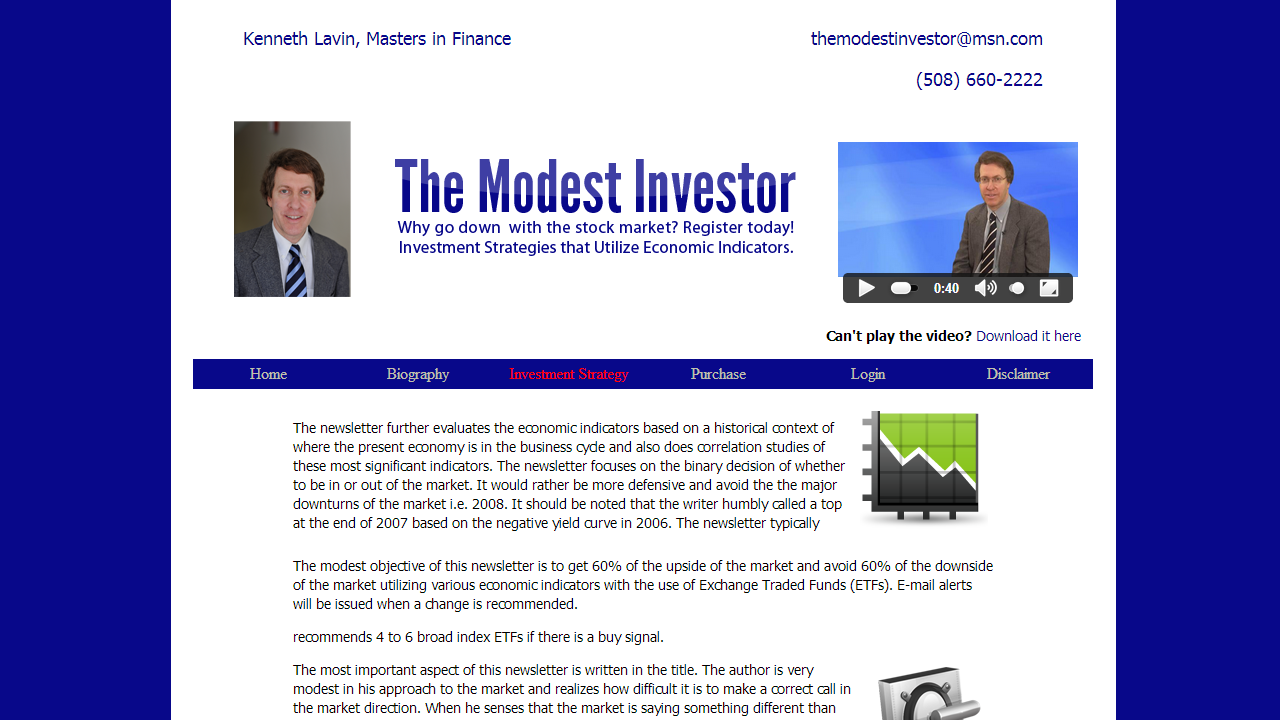 Kenneth Lavin, Masters in Finance
themodestinvestor@msn.com
(508) 660-2222
The Modest Investor
Why go down with the stock market? Register today!
Investment Strategies that Utilize Economic Indicators.
0:40
Can't play the video? Download it here
Home Biography Investment Strategy Purchase Login Disclaimer
The newsletter further evaluates the economic indicators based on a historical context of
where the present economy is in the business cycle and also does correlation studies of
these most significant indicators. The newsletter focuses on the binary decision of whether
to be in or out of the market. It would rather be more defensive and avoid the the major
downturns of the market i.e. 2008. It should be noted that the writer humbly called a top
at the end of 2007 based on the negative yield curve in 2006. The newsletter typically
The modest objective of this newsletter is to get 60% of the upside of the market and avoid 60% of the downside
of the market utilizing various economic indicators with the use of Exchange Traded Funds (ETFs). E-mail alerts
will be issued when a change is recommended.
recommends 4 to 6 broad index ETFs if there is a buy signal.
The most important aspect of this newsletter is written in the title. The author is very
modest in his approach to the market and realizes how difficult it is to make a correct call in
the market direction. When he senses that the market is saying something different than